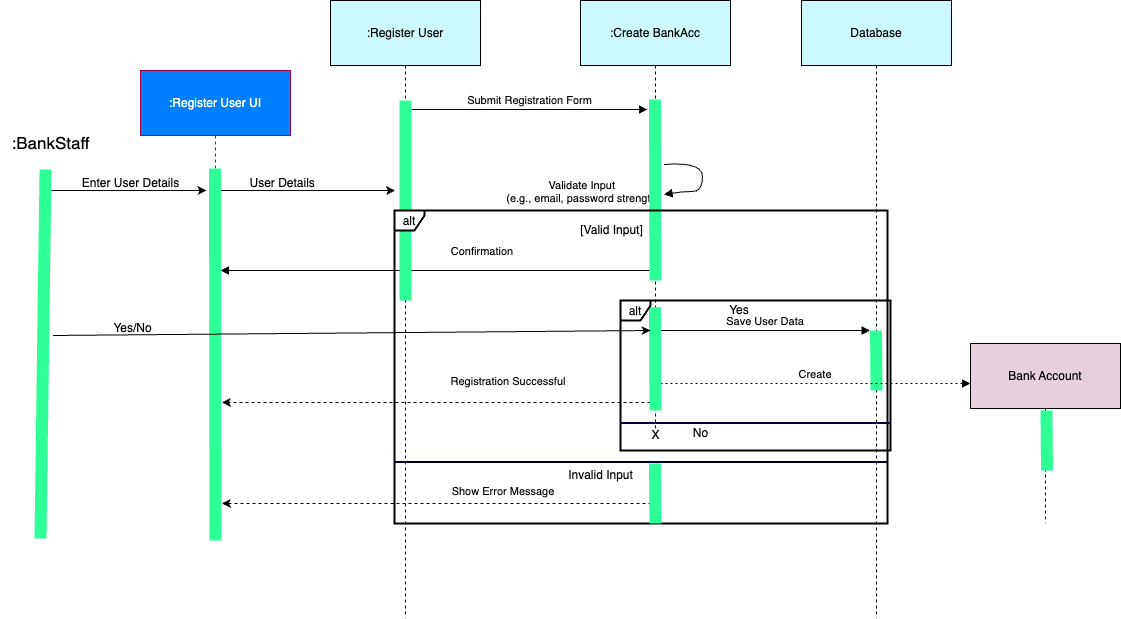 :Register User
:Create BankAcc
Database
:Register User UI
Submit Registration Form
:BankStaff
Enter User Details
User Details
Validate Input
(e.g., email, password strengt
alt
[Valid Input]
Confirmation
alt
Yes
Save User Data
Yes/No
Create
Bank Account
Registration Successful
X
No
Invalid Input
Show Error Message